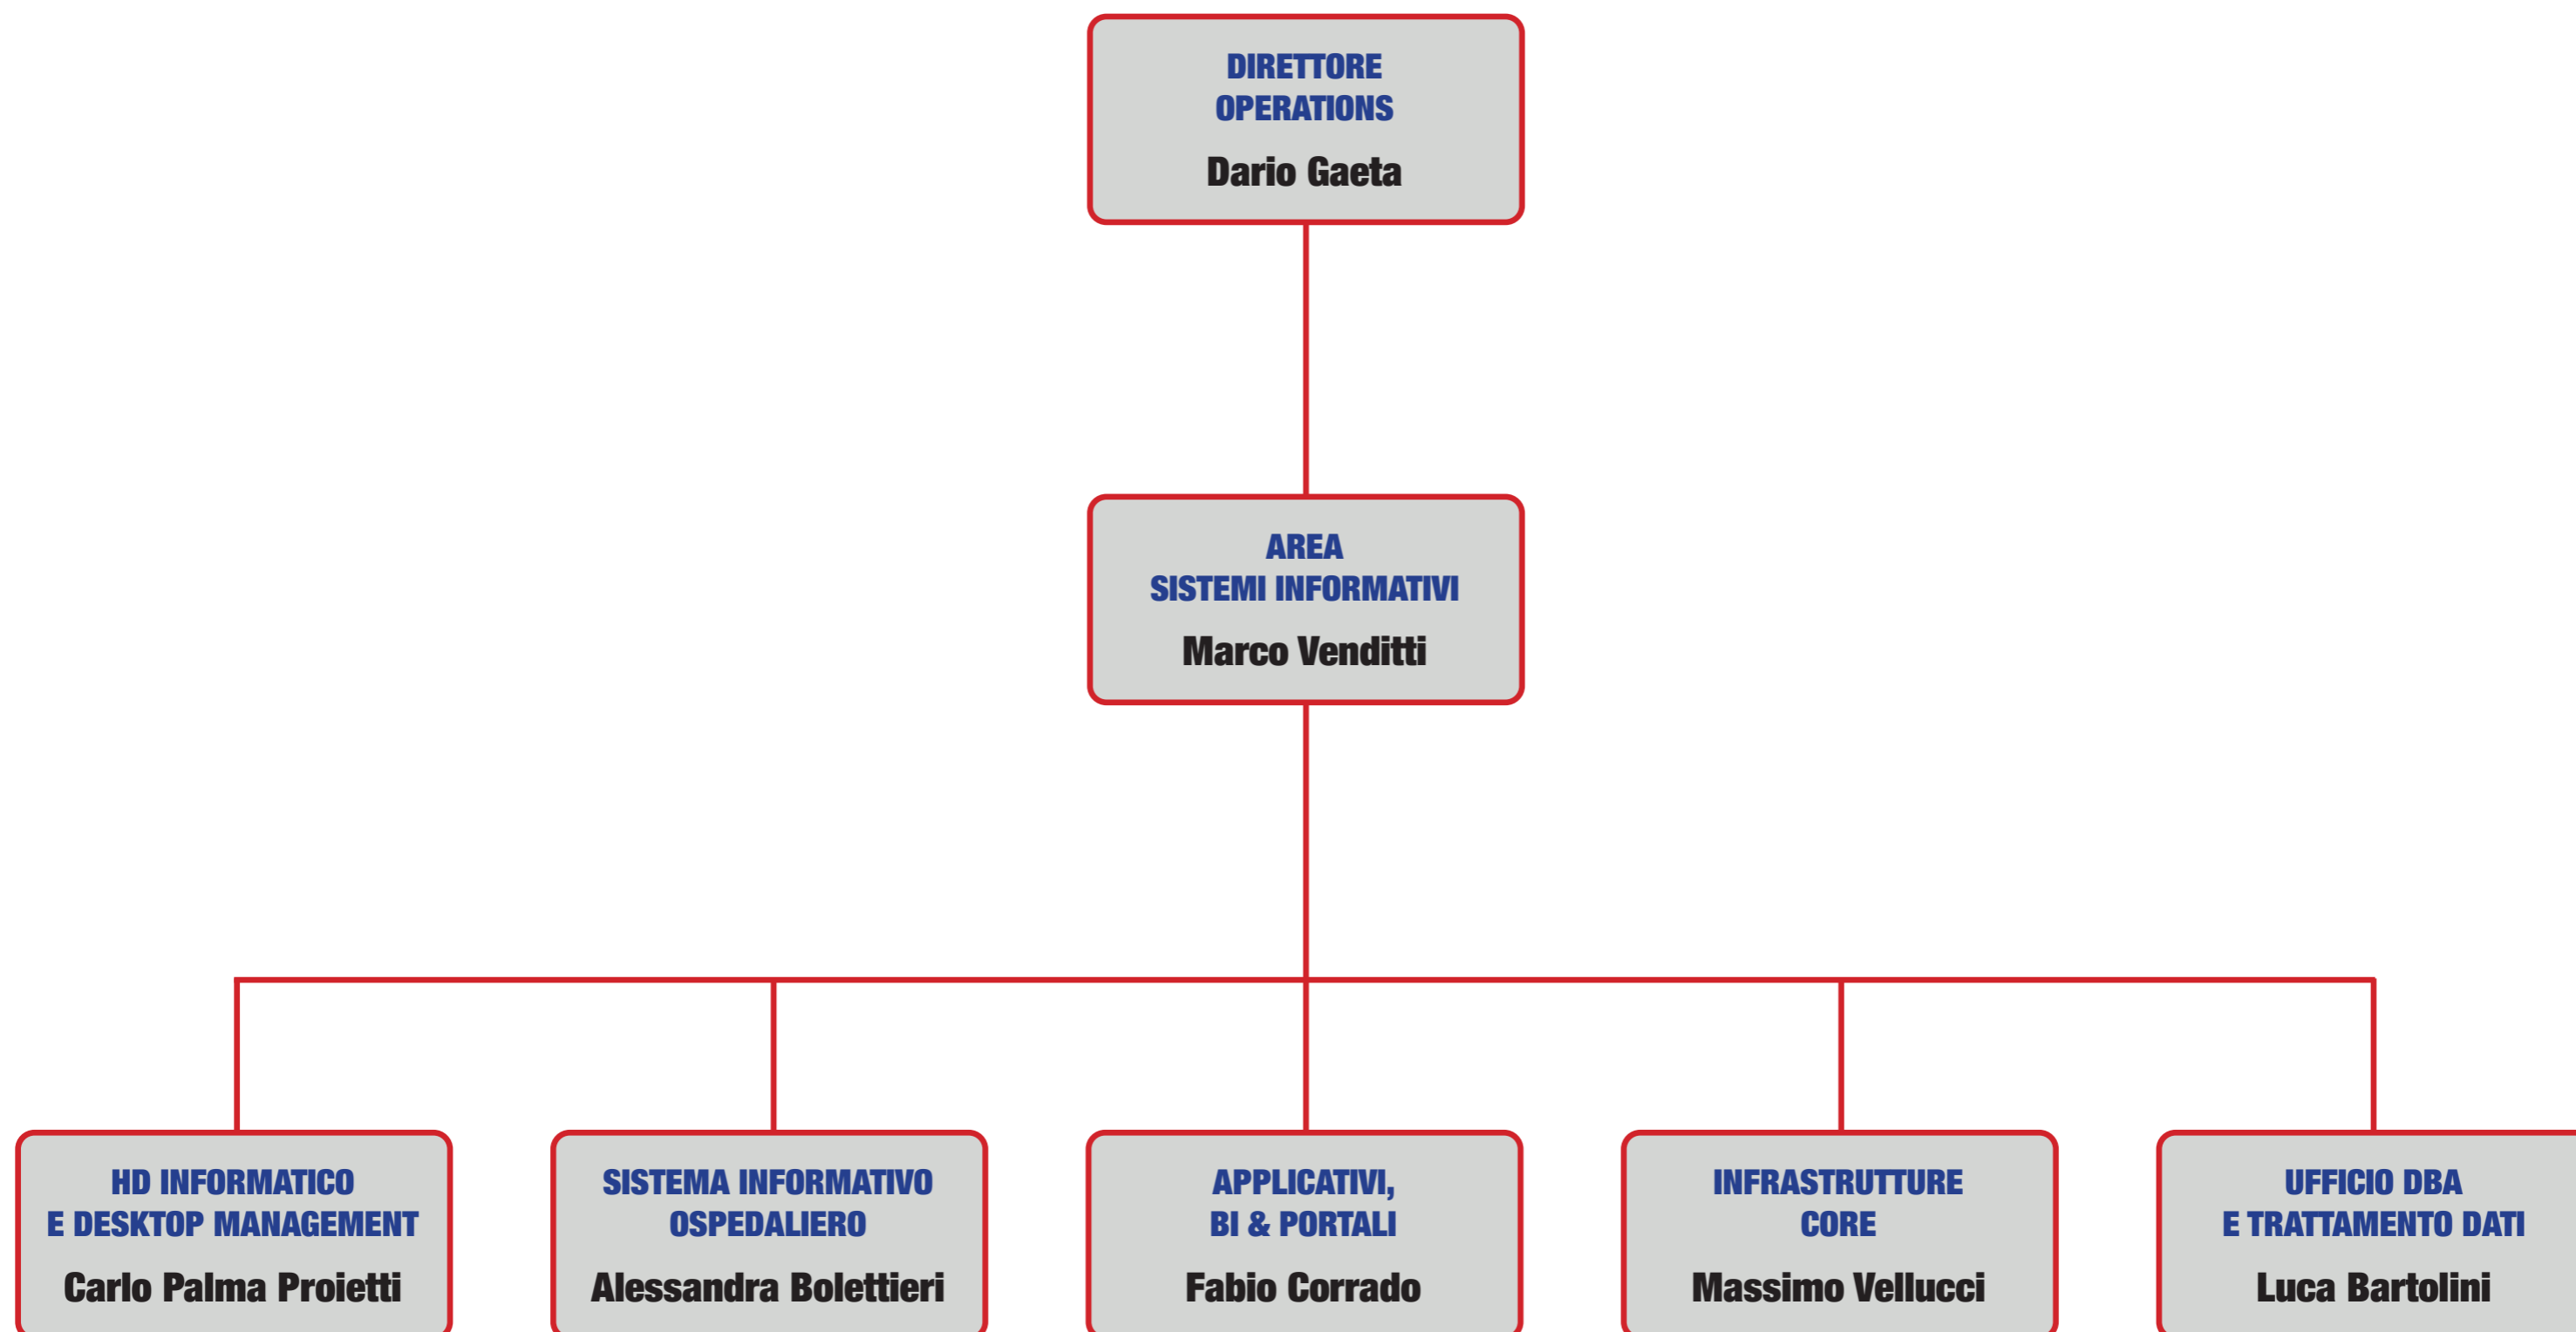 DIRETTORE
OPERATIONS
Dario Gaeta
AREA
SISTEMI INFORMATIVI
Marco Venditti
HD INFORMATICO
E DESKTOP MANAGEMENT
Carlo Palma Proietti
SISTEMA INFORMATIVO
OSPEDALIERO
Alessandra Bolettieri
APPLICATIVI,
BI & PORTALI
Fabio Corrado
INFRASTRUTTURE
CORE
Massimo Vellucci
UFFICIO DBA
E TRATTAMENTO DATI
Luca Bartolini